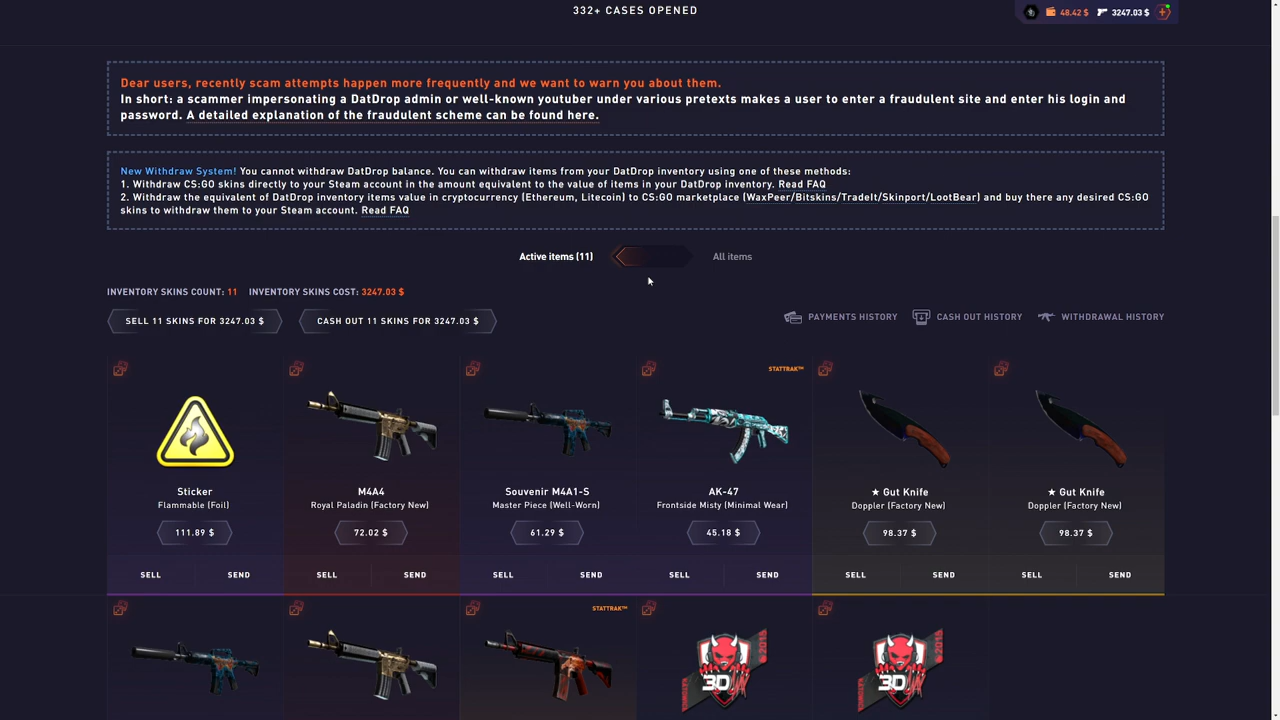 332+ CASES OPENED
48.42 $ 3247.03 $
Dear users, recently scam attempts happen more frequently and we want to warn you about them.
In short: a scammer impersonating a DatDrop admin or well-known youtuber under various pretexts makes a user to enter a fraudulent site and enter his login and
password. A detailed explanation of the fraudulent scheme can be found here.
New Withdraw System! You cannot withdraw DatDrop balance. You can withdraw items from your DatDrop inventory using one of these methods:
1. Withdraw CS:GO skins directly to your Steam account in the amount equivalent to the value of items in your DatDrop inventory. Read FAQ
2. Withdraw the equivalent of DatDrop inventory items value in cryptocurrency (Ethereum, Litecoin) to CS:GO marketplace (WaxPeer/Bitskins/TradeIt/Skinport/LootBear) and buy there any desired CS:GO
skins to withdraw them to your Steam account. Read FAQ
Active items (11) All items
INVENTORY SKINS COUNT: 11 INVENTORY SKINS COST: 3247.03 $
SELL 11 SKINS FOR 3247.03 $ CASH OUT 11 SKINS FOR 3247.03 $ PAYMENTS HISTORY CASH OUT HISTORY WITHDRAWAL HISTORY
STATTRAK™
Sticker M4A4 Souvenir M4A1-S AK-47 ★ Gut Knife ★ Gut Knife
Flammable (Foil) Royal Paladin (Factory New) Master Piece (Well-Worn) Frontside Misty (Minimal Wear) Doppler (Factory New) Doppler (Factory New)
111.89 $ 72.02 $ 61.29 $ 45.18 $ 98.37 $ 98.37 $
SELL SEND SELL SEND SELL SEND SELL SEND SELL SEND SELL SEND
STATTRAK™
3D 3D